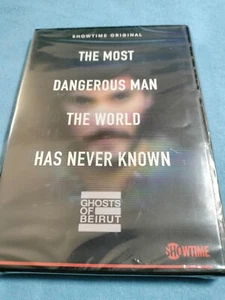 SHOWTIME ORIGINAL
THE MOST
DANGEROUS MAN
THE WORLD
HAS NEVER KNOWN
GHOSTS
OF
BEIRUT
SHOWTIME